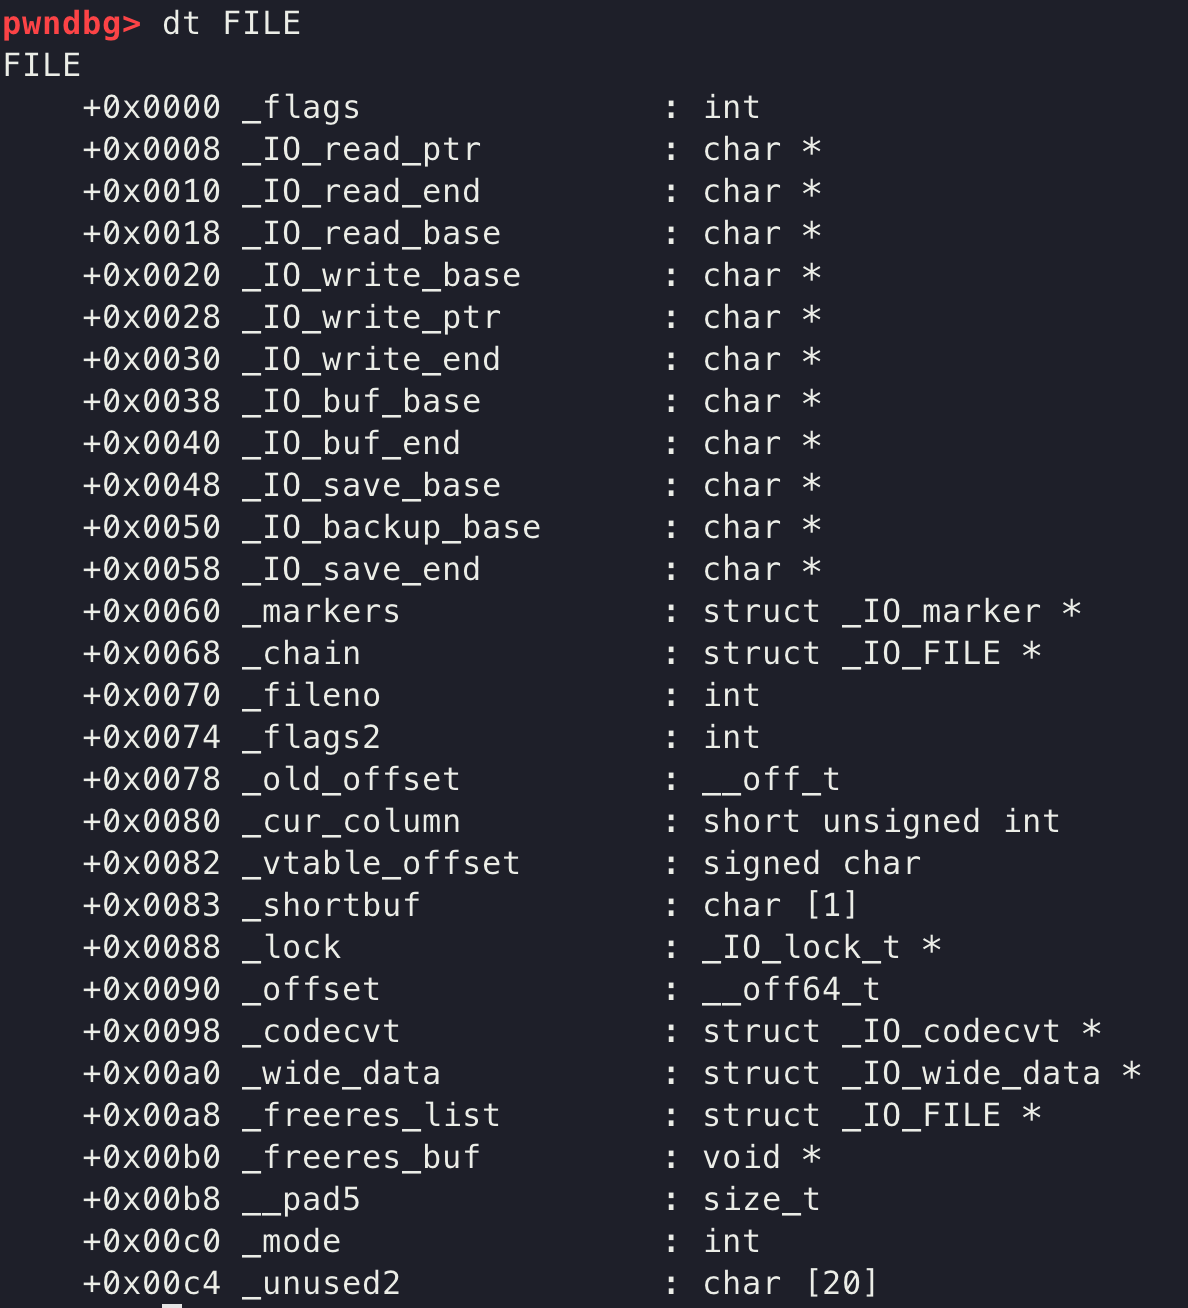 pwndbg> dt FILE
FILE
    +0x0000 _flags               : int
    +0x0008 _IO_read_ptr         : char *
    +0x0010 _IO_read_end         : char *
    +0x0018 _IO_read_base        : char *
    +0x0020 _IO_write_base       : char *
    +0x0028 _IO_write_ptr        : char *
    +0x0030 _IO_write_end        : char *
    +0x0038 _IO_buf_base         : char *
    +0x0040 _IO_buf_end          : char *
    +0x0048 _IO_save_base        : char *
    +0x0050 _IO_backup_base      : char *
    +0x0058 _IO_save_end         : char *
    +0x0060 _markers             : struct _IO_marker *
    +0x0068 _chain               : struct _IO_FILE *
    +0x0070 _fileno              : int
    +0x0074 _flags2              : int
    +0x0078 _old_offset          : __off_t
    +0x0080 _cur_column          : short unsigned int
    +0x0082 _vtable_offset       : signed char
    +0x0083 _shortbuf            : char [1]
    +0x0088 _lock                : _IO_lock_t *
    +0x0090 _offset              : __off64_t
    +0x0098 _codecvt             : struct _IO_codecvt *
    +0x00a0 _wide_data           : struct _IO_wide_data *
    +0x00a8 _freeres_list        : struct _IO_FILE *
    +0x00b0 _freeres_buf         : void *
    +0x00b8 __pad5               : size_t
    +0x00c0 _mode                : int
    +0x00c4 _unused2             : char [20]